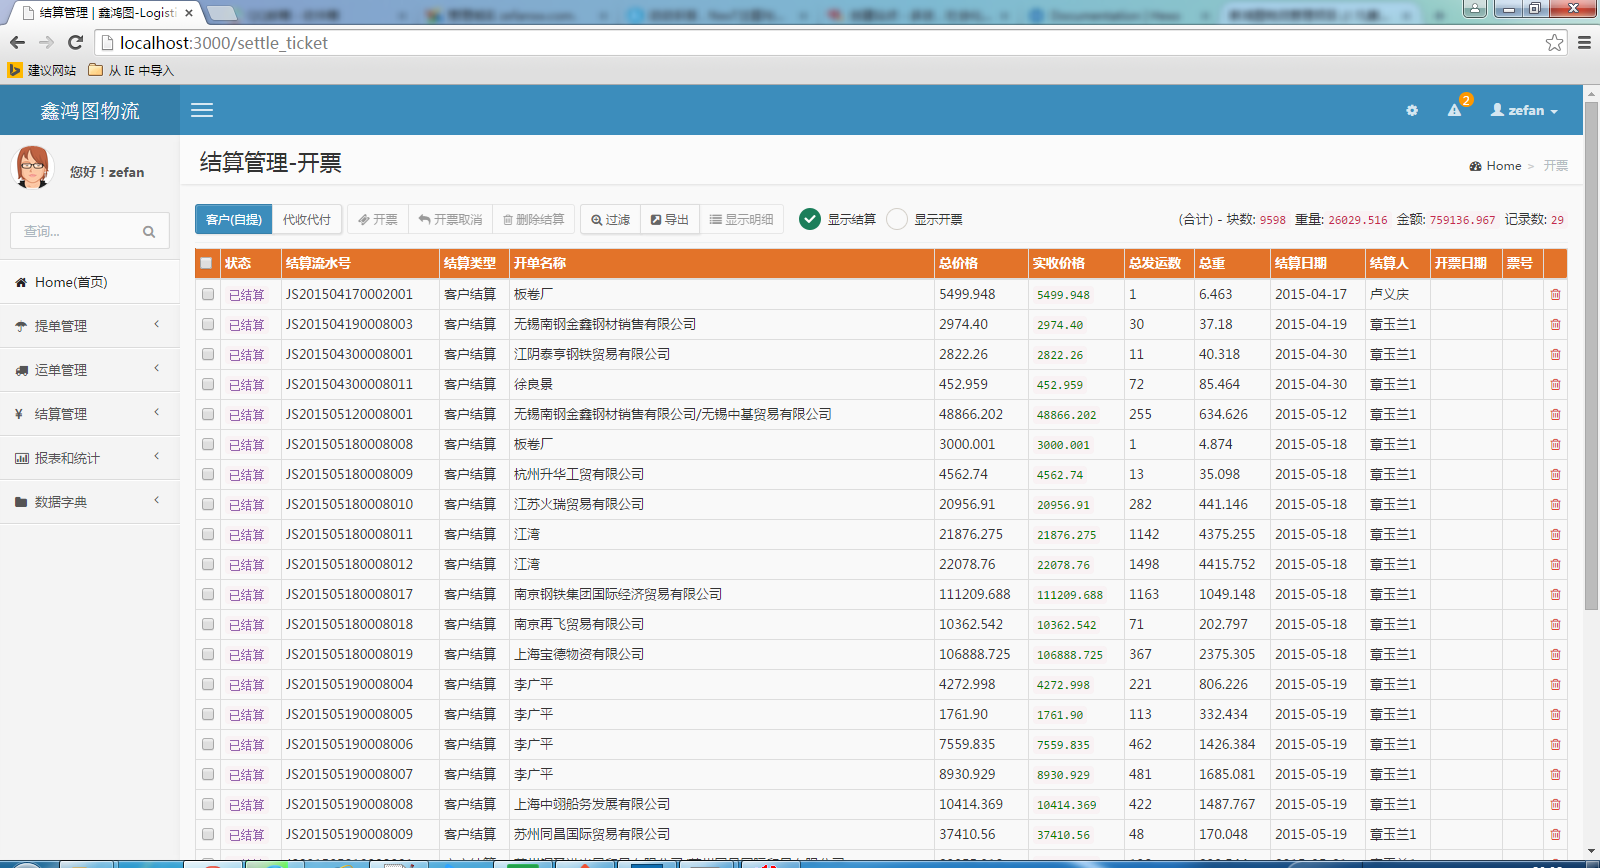 结算管理 | 鑫鸿图-Logisti
localhost:3000/settle_ticket
建议网站 从 IE 中导入
鑫鸿图物流 2 zefan
您好！zefan
结算管理-开票 Home > 开票
查询...
客户(自提) 代收代付 开票 开票取消 删除结算 过滤 导出 显示明细 显示结算 显示开票 (合计) - 块数: 9598 重量: 26029.516 金额: 759136.967 记录数: 29
Home(首页)
提单管理
运单管理
结算管理
报表和统计
数据字典
状态 结算流水号 结算类型 开单名称 总价格 实收价格 总发运数 总重 结算日期 结算人 开票日期 票号
已结算 JS201504170002001 客户结算 板卷厂 5499.948 5499.948 1 6.463 2015-04-17 卢义庆
已结算 JS201504190008003 客户结算 无锡南钢金鑫钢材销售有限公司 2974.40 2974.40 30 37.18 2015-04-19 章玉兰1
已结算 JS201504300008001 客户结算 江阴泰亨钢铁贸易有限公司 2822.26 2822.26 11 40.318 2015-04-30 章玉兰1
已结算 JS201504300008011 客户结算 徐良景 452.959 452.959 72 85.464 2015-04-30 章玉兰1
已结算 JS201505120008001 客户结算 无锡南钢金鑫钢材销售有限公司/无锡中基贸易有限公司 48866.202 48866.202 255 634.626 2015-05-12 章玉兰1
已结算 JS201505180008008 客户结算 板卷厂 3000.001 3000.001 1 4.874 2015-05-18 章玉兰1
已结算 JS201505180008009 客户结算 杭州升华工贸有限公司 4562.74 4562.74 13 35.098 2015-05-18 章玉兰1
已结算 JS201505180008010 客户结算 江苏火瑞贸易有限公司 20956.91 20956.91 282 441.146 2015-05-18 章玉兰1
已结算 JS201505180008011 客户结算 江湾 21876.275 21876.275 1142 4375.255 2015-05-18 章玉兰1
已结算 JS201505180008012 客户结算 江湾 22078.76 22078.76 1498 4415.752 2015-05-18 章玉兰1
已结算 JS201505180008017 客户结算 南京钢铁集团国际经济贸易有限公司 111209.688 111209.688 1163 1049.148 2015-05-18 章玉兰1
已结算 JS201505180008018 客户结算 南京再飞贸易有限公司 10362.542 10362.542 71 202.797 2015-05-18 章玉兰1
已结算 JS201505180008019 客户结算 上海宝德物资有限公司 106888.725 106888.725 367 2375.305 2015-05-18 章玉兰1
已结算 JS201505190008004 客户结算 李广平 4272.998 4272.998 221 806.226 2015-05-19 章玉兰1
已结算 JS201505190008005 客户结算 李广平 1761.90 1761.90 113 332.434 2015-05-19 章玉兰1
已结算 JS201505190008006 客户结算 李广平 7559.835 7559.835 462 1426.384 2015-05-19 章玉兰1
已结算 JS201505190008007 客户结算 李广平 8930.929 8930.929 481 1685.081 2015-05-19 章玉兰1
已结算 JS201505190008008 客户结算 上海中翊船务发展有限公司 10414.369 10414.369 422 1487.767 2015-05-19 章玉兰1
已结算 JS201505190008009 客户结算 苏州同昌国际贸易有限公司 37410.56 37410.56 48 170.048 2015-05-19 章玉兰1